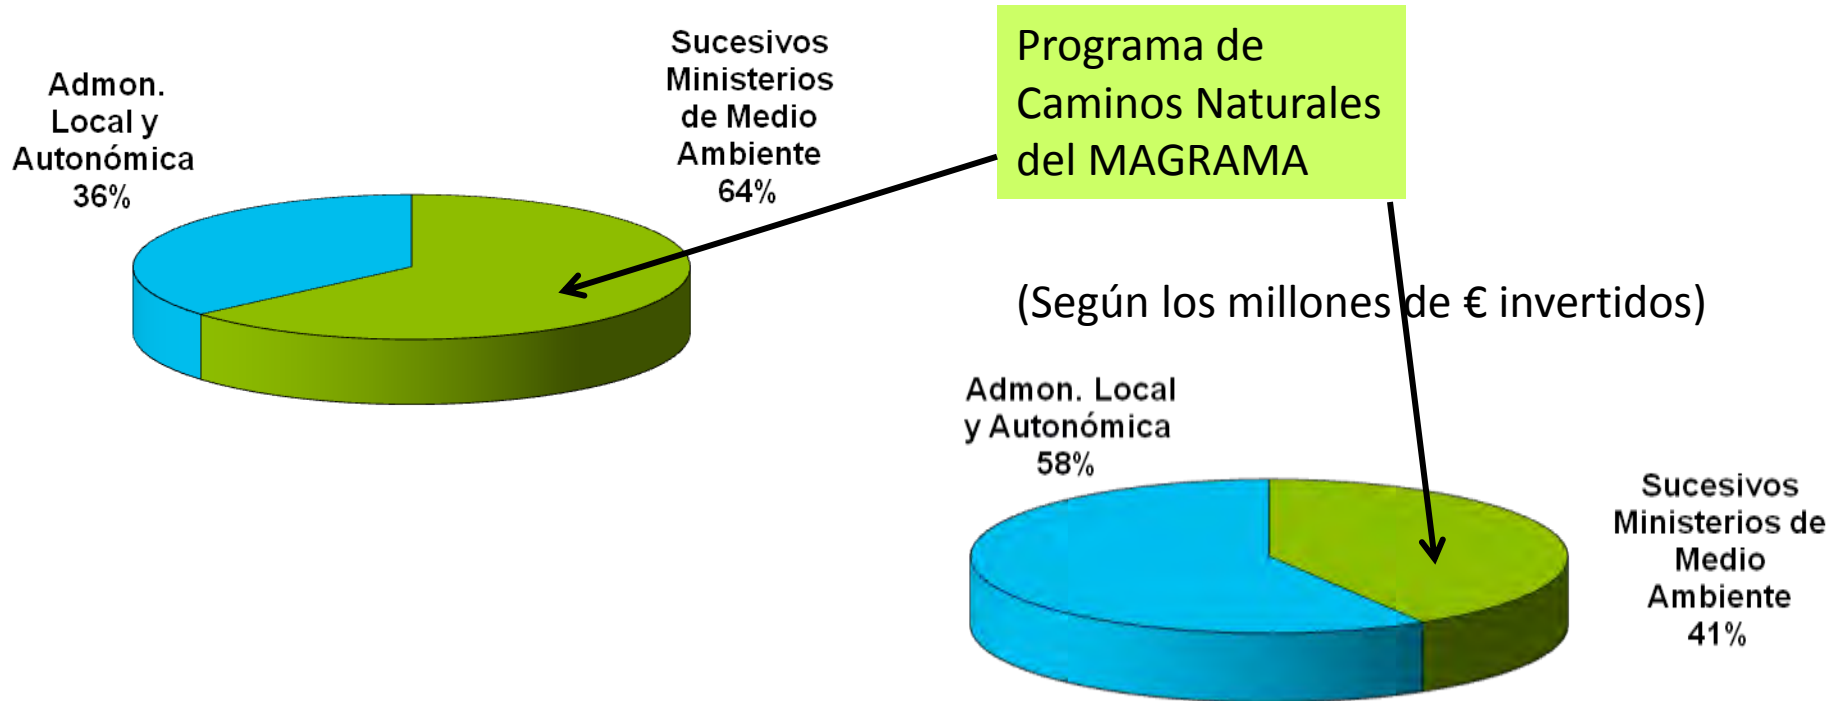 Admon.
Local y
Autonómica
36%
Sucesivos
Ministerios
de Medio
Ambiente
64%
Programa de
Caminos Naturales
del MAGRAMA
(Según los millones de € invertidos)
Admon. Local
y Autonómica
58%
Sucesivos
Ministerios de
Medio
Ambiente
41%